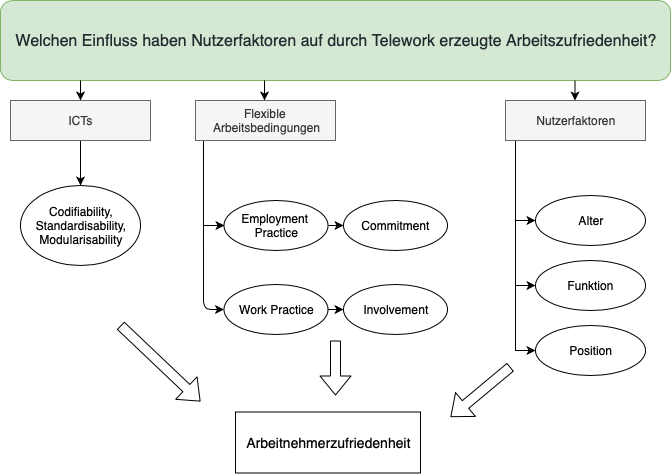 Welchen Einfluss haben Nutzerfaktoren auf durch Telework erzeugte Arbeitszufriedenheit?
ICTs
Flexible
Arbeitsbedingungen
Nutzerfaktoren
Codifiability,
Standardisability,
Modularisability
Employment
Practice
Commitment
Work Practice
Involvement
Alter
Funktion
Position
Arbeitnehmerzufriedenheit